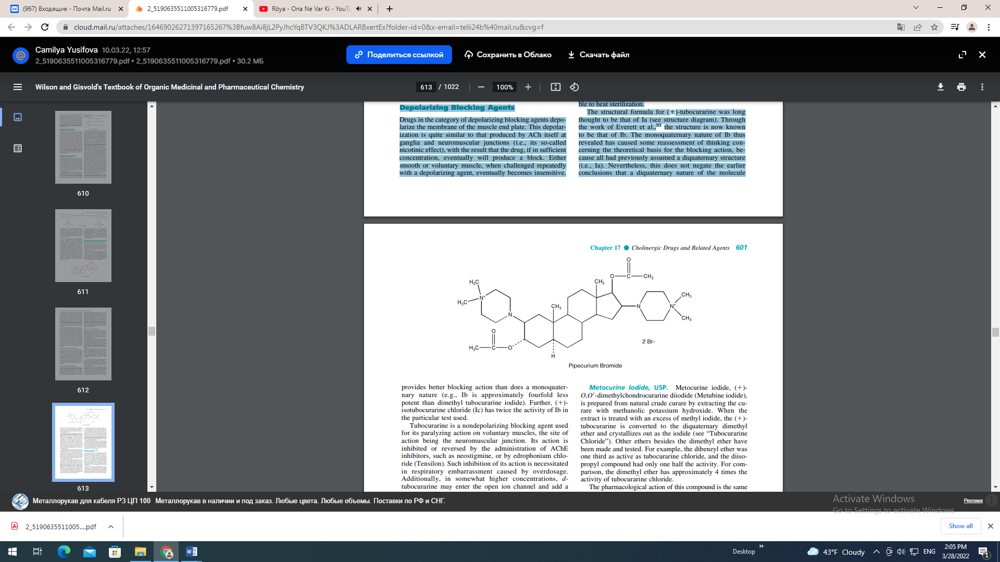 (967) Входящие - Почта Mail.ru
2_5190635511005316779.pdf
Röya - Ona Ne Var Ki - YouTu
cloud.mail.ru/attaches/16469026271397165267%3Bfuw8Ai8jL2PyJhcYqBTV3QKJ%3ADLARBxertEx?folder-id=0&x-email=telli24b%40mail.ru&cvg=f
Camilya Yusifova 10.03.22, 12:57
2_5190635511005316779.pdf • 2_5190635511005316779.pdf • 30.2 МБ
Поделиться ссылкой
Сохранить в Облако
Скачать файл
Wilson and Gisvold's Textbook of Organic Medicinal and Pharmaceutical Chemistry
613 / 1022
100%
610
611
612
613
Depolarizing Blocking Agents
Drugs in the category of depolarizing blocking agents depo-
larize the membrane of the muscle end plate. This depolar-
ization is quite similar to that produced by ACh itself at
ganglia and neuromuscular junctions (i.e., its so-called
nicotinic effect), with the result that the drug, if in sufficient
concentration, eventually will produce a block. Either
smooth or voluntary muscle, when challenged repeatedly
with a depolarizing agent, eventually becomes insensitive.
ble to heat sterilization.
The structural formula for (+)-tubocurarine was long
thought to be that of Ia (see structure diagram). Through
the work of Everett et al.,93 the structure is now known
to be that of Ib. The monoquaternary nature of Ib thus
revealed has caused some reassessment of thinking con-
cerning the theoretical basis for the blocking action, be-
cause all had previously assumed a diquaternary structure
(i.e., Ia). Nevertheless, this does not negate the earlier
conclusions that a diquaternary nature of the molecule
Chapter 17 Cholinergic Drugs and Related Agents 601
O
O C CH3
CH3
H3C
H3C
N+
N
CH3
N
N+
CH3
CH3
O
H3C C O
H
2 Br-
Pipecurium Bromide
provides better blocking action than does a monoquater-
nary nature (e.g., Ib is approximately fourfold less
potent than dimethyl tubocurarine iodide). Further, (+)-
isotubocurarine chloride (Ic) has twice the activity of Ib in
the particular test used.
Tubocurarine is a nondepolarizing blocking agent used
for its paralyzing action on voluntary muscles, the site of
action being the neuromuscular junction. Its action is
inhibited or reversed by the administration of AChE
inhibitors, such as neostigmine, or by edrophonium chlo-
ride (Tensilon). Such inhibition of its action is necessitated
in respiratory embarrassment caused by overdosage.
Additionally, in somewhat higher concentrations, d-
tubocurarine may enter the open ion channel and add a
Metocurine Iodide, USP. Metocurine iodide, (+)-
O,O′-dimethylchondrocurarine diiodide (Metubine iodide),
is prepared from natural crude curare by extracting the cu-
rare with methanolic potassium hydroxide. When the
extract is treated with an excess of methyl iodide, the (+)-
tubocurarine is converted to the diquaternary dimethyl
ether and crystallizes out as the iodide (see “Tubocurarine
Chloride”). Other ethers besides the dimethyl ether have
been made and tested. For example, the dibenzyl ether was
one third as active as tubocurarine chloride, and the diiso-
propyl compound had only one half the activity. For com-
parison, the dimethyl ether has approximately 4 times the
activity of tubocurarine chloride.
The pharmacological action of this compound is the same
Металлорукав для кабеля РЗ ЦП 100 Металлорукав в наличии и под заказ. Любые цвета. Любые объемы. Поставки по РФ и СНГ.
Реклама
Activate Windows
Go to Settings to activate Windows.
2_5190635511005....pdf
Show all
Desktop
43°F Cloudy
ENG
2:05 PM
3/28/2022
1